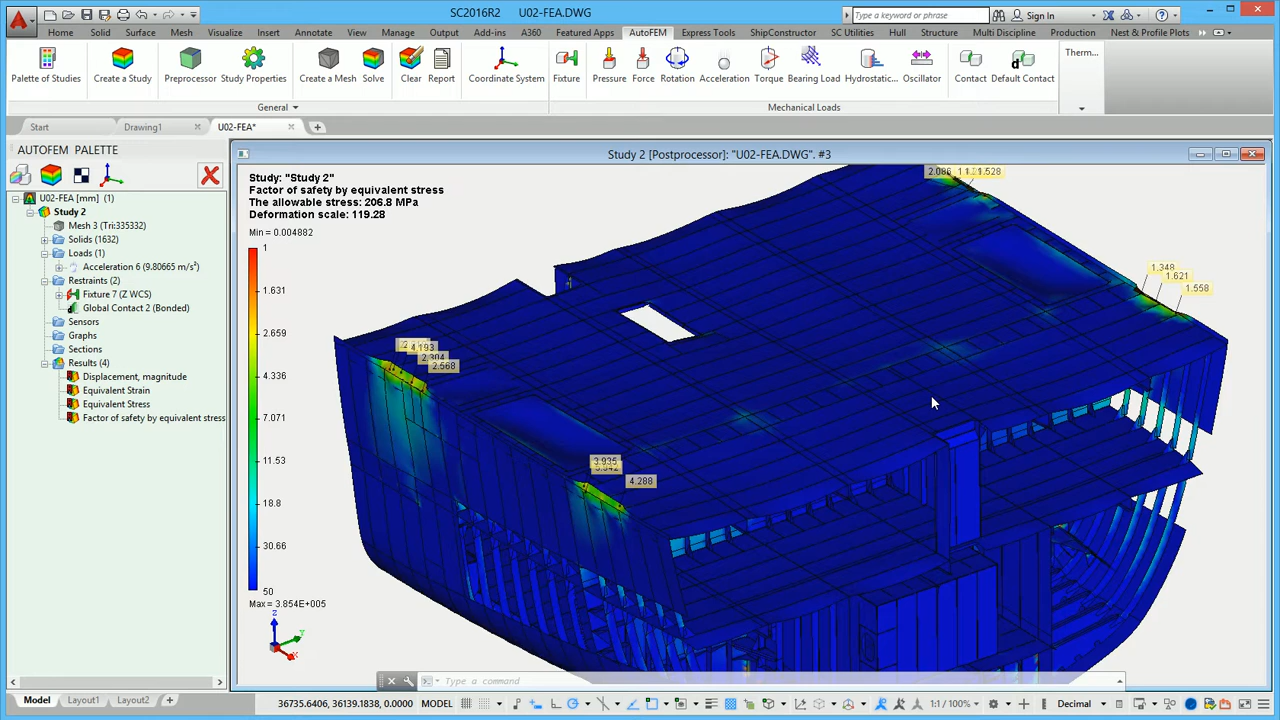 SC2016R2 U02-FEA.DWG
Type a keyword or phrase
Sign In
Home Solid Surface Mesh Visualize Insert Annotate View Manage Output Add-ins A360 Featured Apps AutoFEM Express Tools ShipConstructor SC Utilities Hull Structure Multi Discipline Production Nest & Profile Plots
Palette of Studies Create a Study Preprocessor Study Properties Create a Mesh Solve Clear Report Coordinate System Fixture Pressure Force Rotation Acceleration Torque Bearing Load Hydrostatic... Oscillator Contact Default Contact Therm...
General Mechanical Loads
Start Drawing1 U02-FEA*
AUTOFEM PALETTE
U02-FEA [mm] (1)
Study 2
Mesh 3 (Tri:335332)
Solids (1632)
Loads (1)
Acceleration 6 (9.80665 m/s²)
Restraints (2)
Fixture 7 (Z WCS)
Global Contact 2 (Bonded)
Sensors
Graphs
Sections
Results (4)
Displacement, magnitude
Equivalent Strain
Equivalent Stress
Factor of safety by equivalent stress
Study 2 [Postprocessor]: "U02-FEA.DWG". #3
Study: "Study 2"
Factor of safety by equivalent stress
The allowable stress: 206.8 MPa
Deformation scale: 119.28
Min = 0.004882
1
1.631
2.659
4.336
7.071
11.53
18.8
30.66
50
Max = 3.854E+005
2.086
1.528
1.348
1.621
1.558
4.193
2.304
2.568
3.935
4.288
Z
Y
X
Type a command
Model Layout1 Layout2
36735.6406, 36139.1838, 0.0000 MODEL 1:1 / 100% Decimal